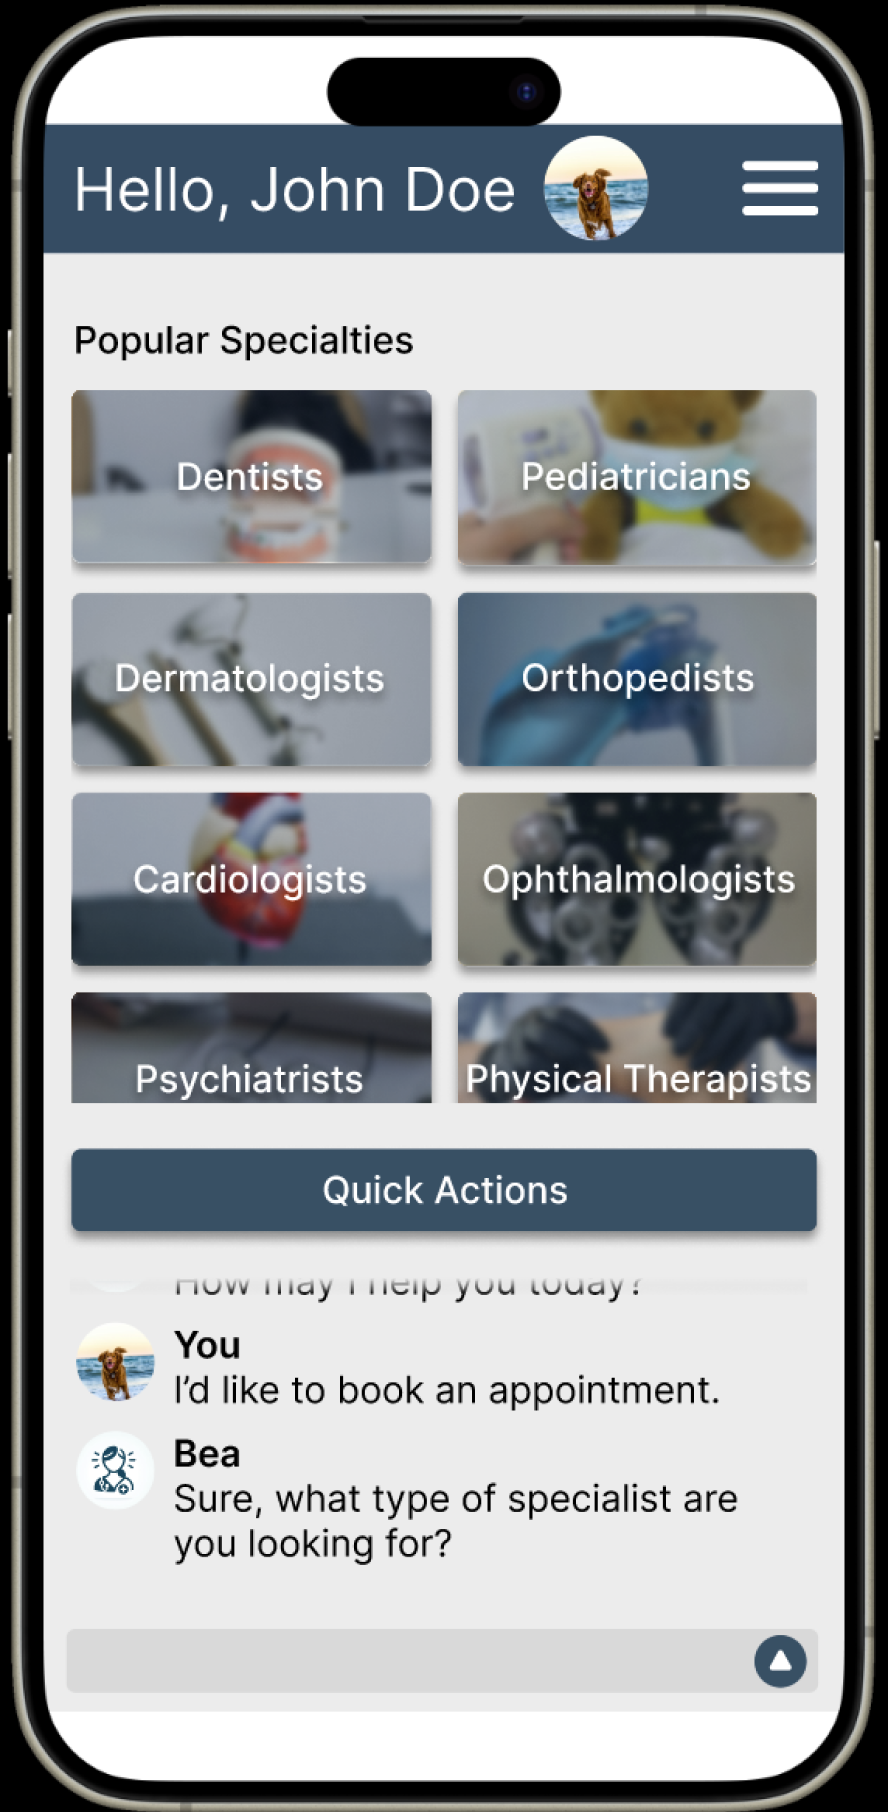 Hello, John Doe
Popular Specialties
Dentists
Pediatricians
Dermatologists
Orthopedists
Cardiologists
Ophthalmologists
Psychiatrists
Physical Therapists
Quick Actions
How may I help you today?
You
I’d like to book an appointment.
Bea
Sure, what type of specialist are
you looking for?